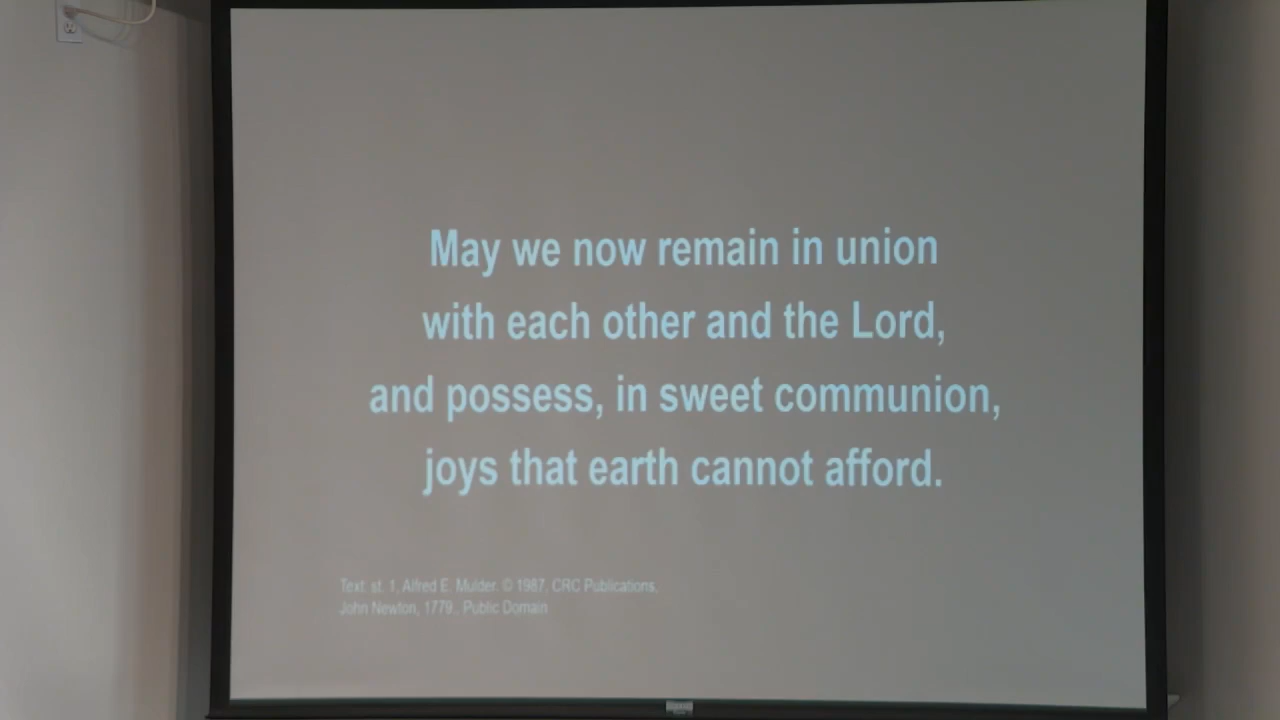 May we now remain in union
with each other and the Lord,
and possess, in sweet communion,
joys that earth cannot afford.
Text, st. 1, Alfred E. Mulder. © 1987, CRC Publications,
John Newton, 1779., Public Domain